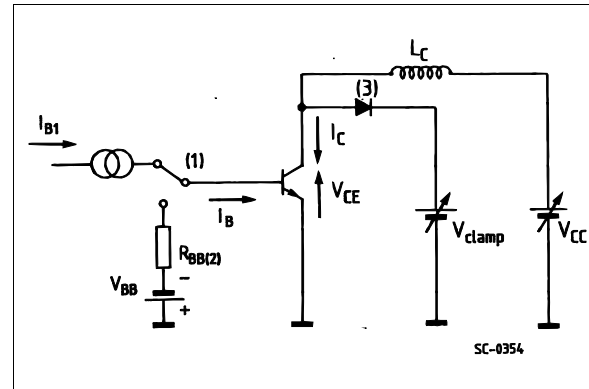 L_C
(3)
I_B1
(1)
I_C
V_CE
I_B
V_clamp
V_CC
R_BB(2)
V_BB
-
+
SC-0354